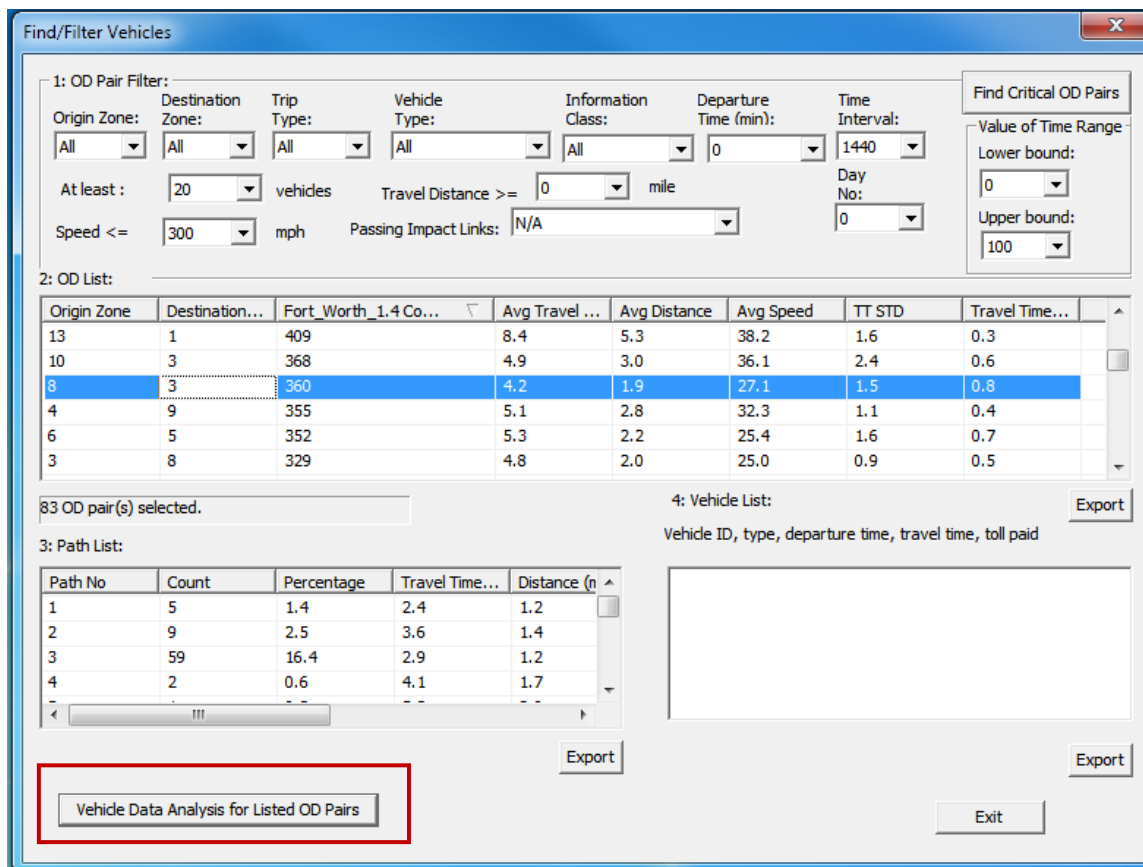 Find/Filter Vehicles
1: OD Pair Filter:
Find Critical OD Pairs
Origin Zone: Destination Zone: Trip Type: Vehicle Type: Information Class: Departure Time (min): Time Interval:
All All All All All 0 1440
Value of Time Range
Lower bound:
0
Upper bound:
100
At least : 20 vehicles Travel Distance >= 0 mile Day No: 0
Speed <= 300 mph Passing Impact Links: N/A
2: OD List:
Origin Zone Destination... Fort_Worth_1.4 Co... Avg Travel ... Avg Distance Avg Speed TT STD Travel Time...
13 1 409 8.4 5.3 38.2 1.6 0.3
10 3 368 4.9 3.0 36.1 2.4 0.6
8 3 360 4.2 1.9 27.1 1.5 0.8
4 9 355 5.1 2.8 32.3 1.1 0.4
6 5 352 5.3 2.2 25.4 1.6 0.7
3 8 329 4.8 2.0 25.0 0.9 0.5
83 OD pair(s) selected.
4: Vehicle List:
Export
Vehicle ID, type, departure time, travel time, toll paid
3: Path List:
Path No Count Percentage Travel Time... Distance (n
1 5 1.4 2.4 1.2
2 9 2.5 3.6 1.4
3 59 16.4 2.9 1.2
4 2 0.6 4.1 1.7
Export
Export
Vehicle Data Analysis for Listed OD Pairs
Exit